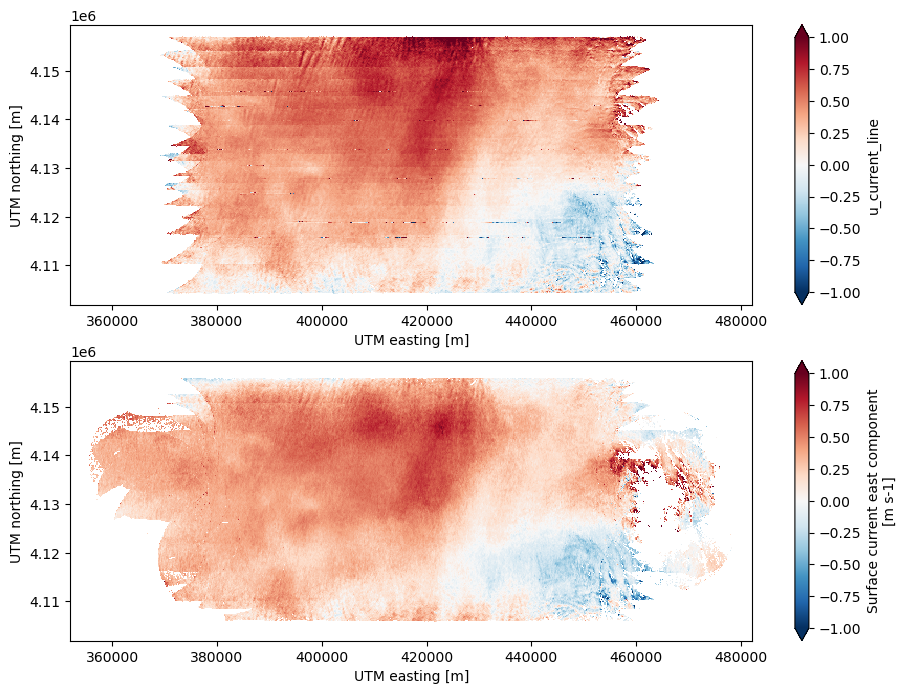 1e6
4.15
4.14
4.13
4.12
4.11
UTM northing [m]
360000 380000 400000 420000 440000 460000 480000
UTM easting [m]
1.00
0.75
0.50
0.25
0.00
−0.25
−0.50
−0.75
−1.00
u_current_line
1e6
4.15
4.14
4.13
4.12
4.11
UTM northing [m]
360000 380000 400000 420000 440000 460000 480000
UTM easting [m]
1.00
0.75
0.50
0.25
0.00
−0.25
−0.50
−0.75
−1.00
Surface current east component
[m s-1]